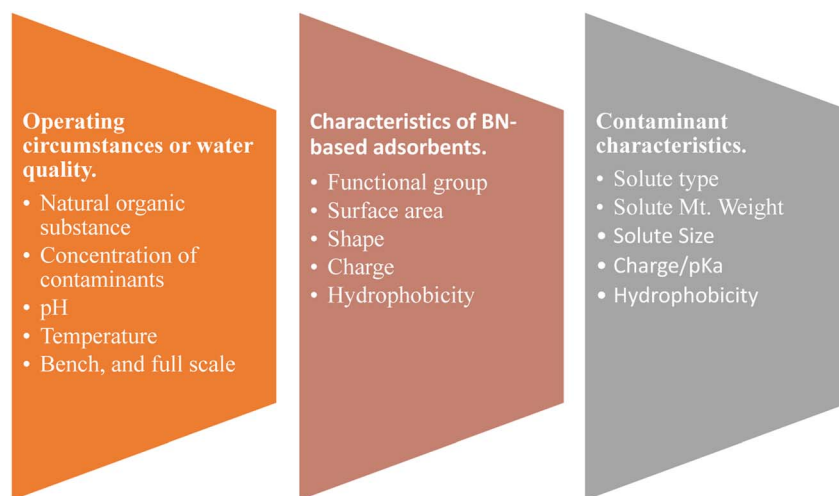 Operating
circumstances or water
quality.
• Natural organic
substance
• Concentration of
contaminants
• pH
• Temperature
• Bench, and full scale
Characteristics of BN-
based adsorbents.
• Functional group
• Surface area
• Shape
• Charge
• Hydrophobicity
Contaminant
characteristics.
• Solute type
• Solute Mt. Weight
• Solute Size
• Charge/pKa
• Hydrophobicity